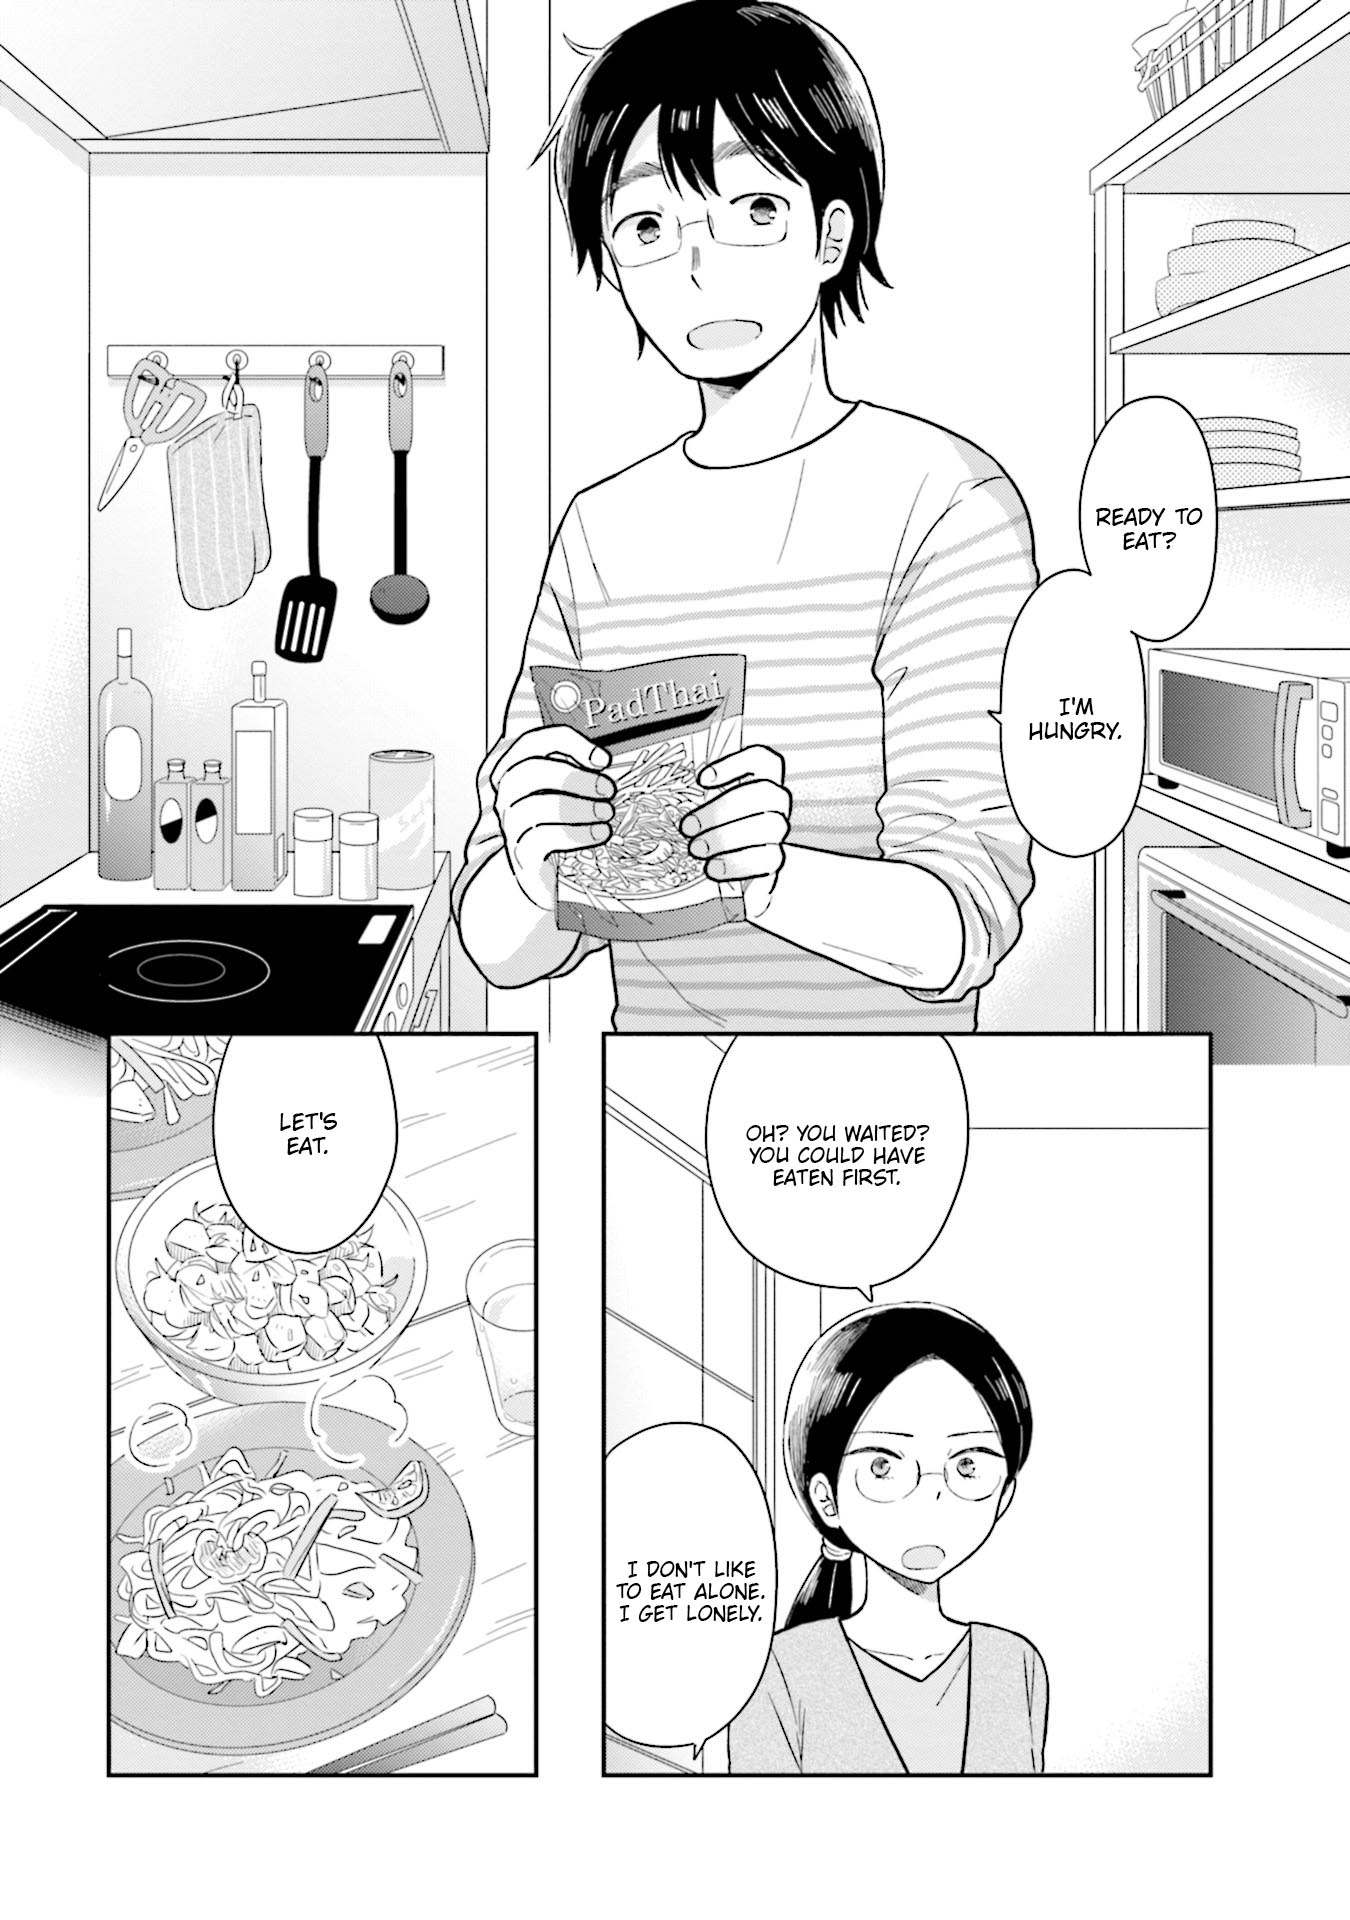 READY TO
EAT?
I'M
HUNGRY.
PadThai
OH? YOU WAITED?
YOU COULD HAVE
EATEN FIRST.
I DON'T LIKE
TO EAT ALONE.
I GET LONELY.
LET'S
EAT.